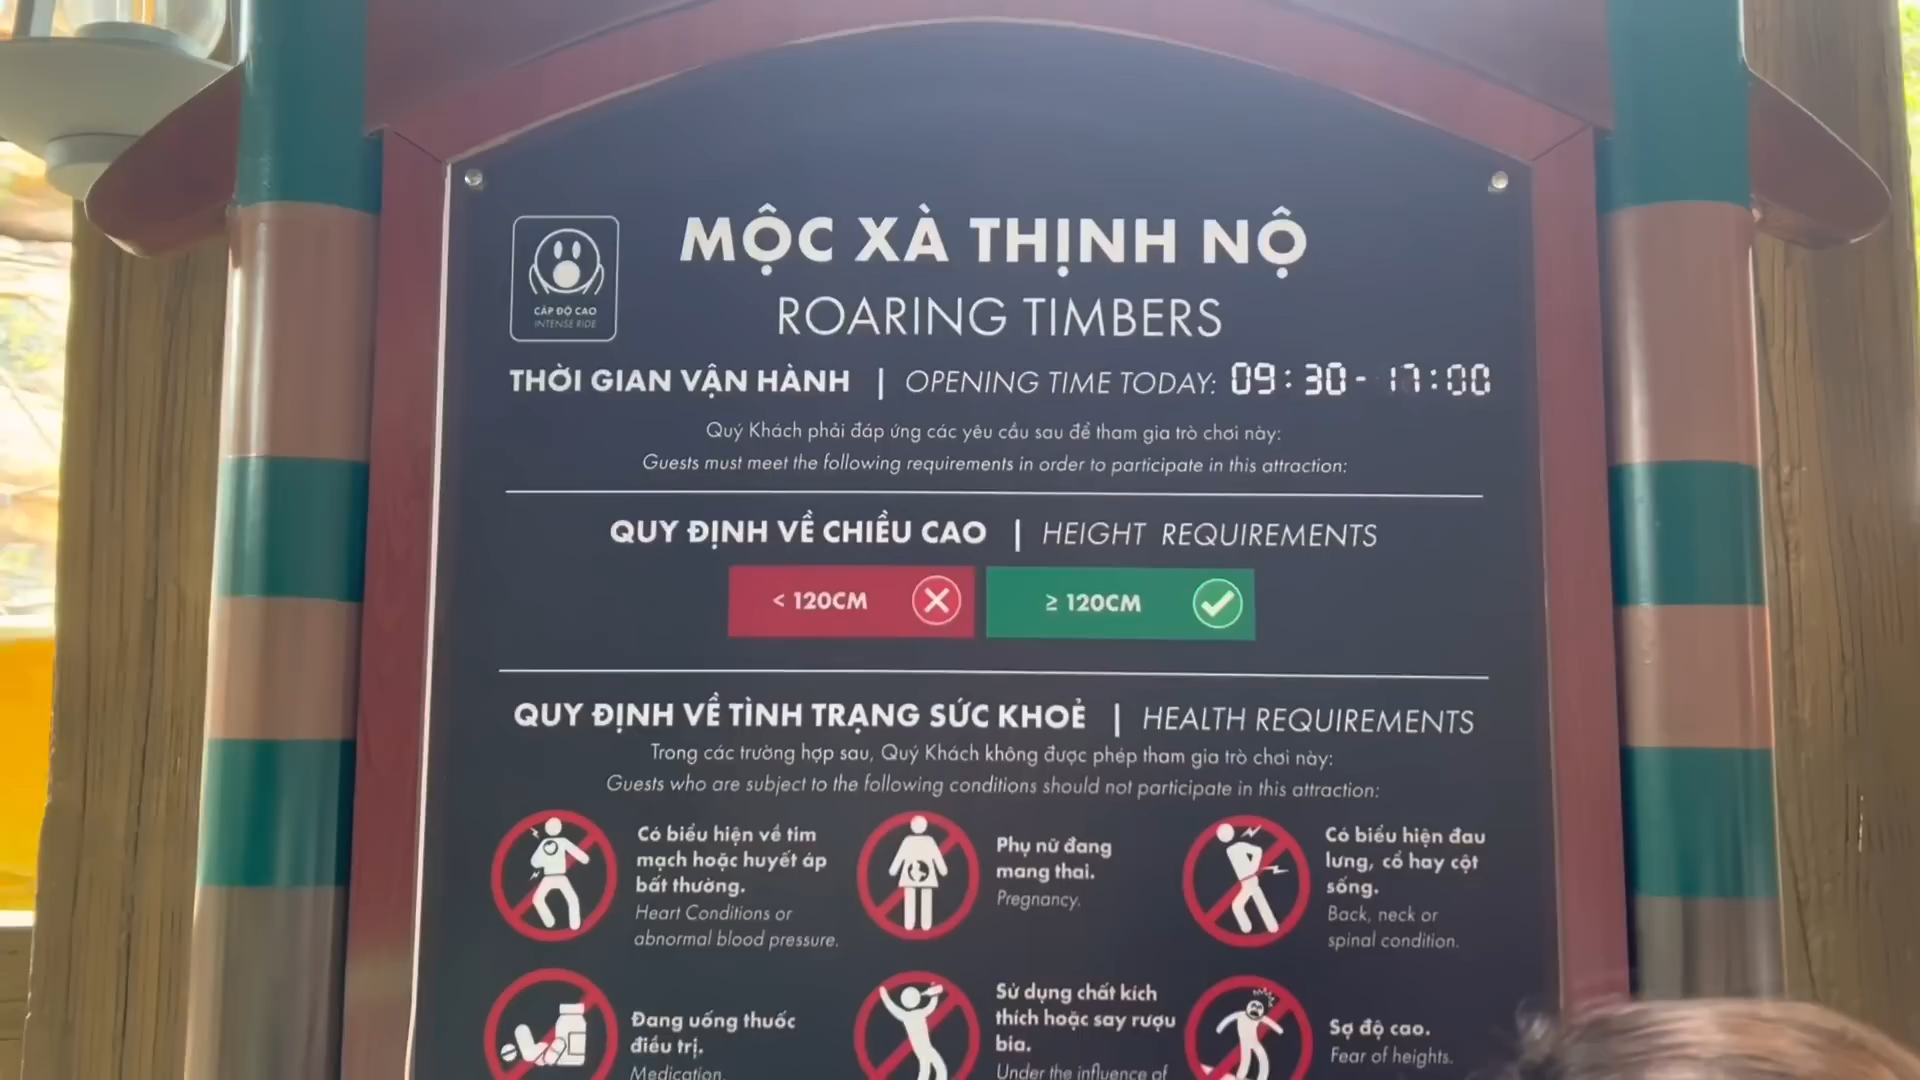 MỘC XÀ THỊNH NỘ
ROARING TIMBERS
CẤP ĐỘ CAO
INTENSE RIDE
THỜI GIAN VẬN HÀNH | OPENING TIME TODAY: 09:30- 17:00
Quý Khách phải đáp ứng các yêu cầu sau để tham gia trò chơi này:
Guests must meet the following requirements in order to participate in this attraction:
QUY ĐỊNH VỀ CHIỀU CAO | HEIGHT REQUIREMENTS
< 120CM
≥ 120CM
QUY ĐỊNH VỀ TÌNH TRẠNG SỨC KHOẺ | HEALTH REQUIREMENTS
Trong các trường hợp sau, Quý Khách không được phép tham gia trò chơi này:
Guests who are subject to the following conditions should not participate in this attraction:
Có biểu hiện về tim
mạch hoặc huyết áp
bất thường.
Heart Conditions or
abnormal blood pressure.
Phụ nữ đang
mang thai.
Pregnancy.
Có biểu hiện đau
lưng, cổ hay cột
sống.
Back, neck or
spinal condition.
Đang uống thuốc
điều trị.
Medication.
Sử dụng chất kích
thích hoặc say rượu
bia.
Under the influence of
Sợ độ cao.
Fear of heights.